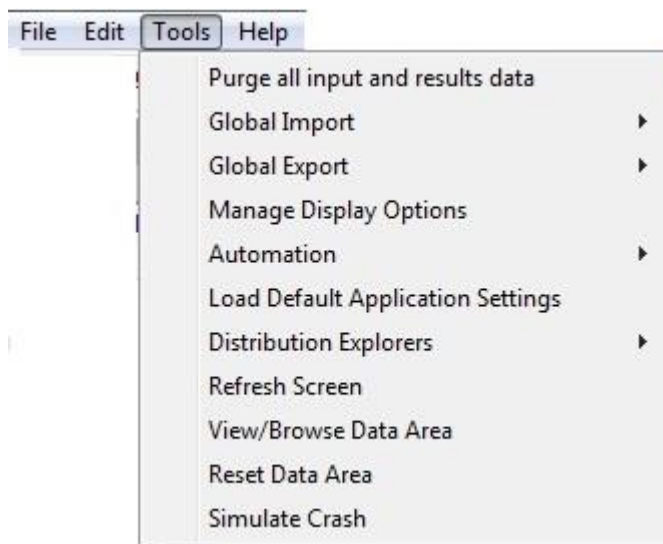 File Edit Tools Help
Purge all input and results data
Global Import
Global Export
Manage Display Options
Automation
Load Default Application Settings
Distribution Explorers
Refresh Screen
View/Browse Data Area
Reset Data Area
Simulate Crash